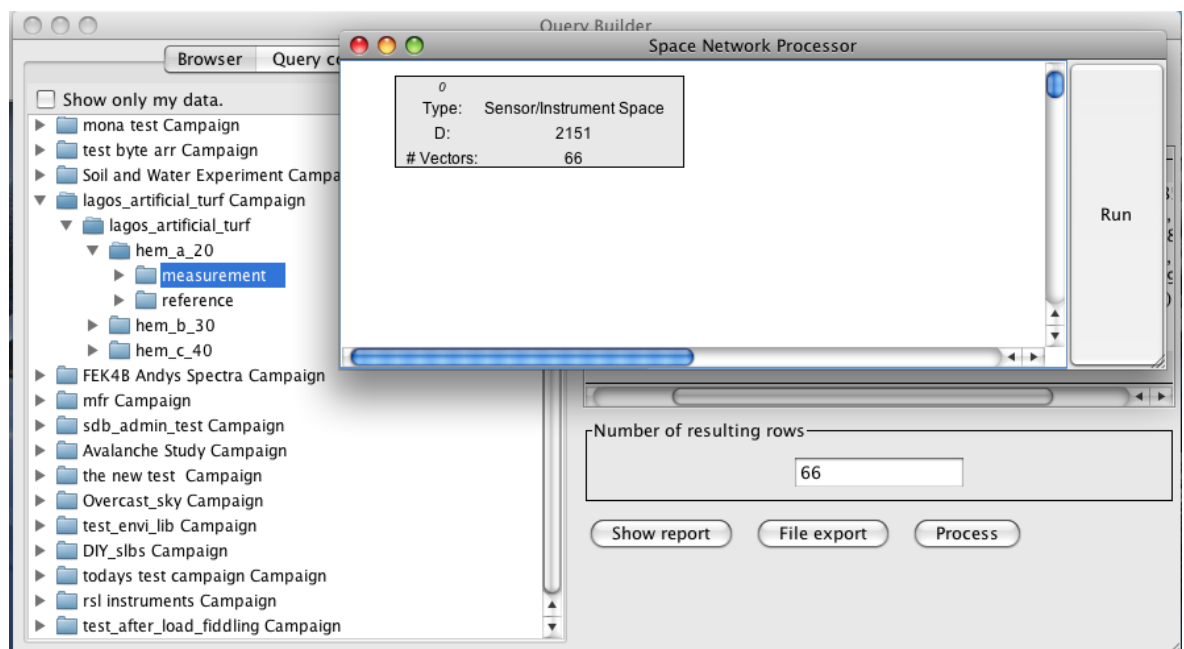 Query Builder
Browser Query co
Show only my data.
mona test Campaign
test byte arr Campaign
Soil and Water Experiment Campa
lagos_artificial_turf Campaign
lagos_artificial_turf
hem_a_20
measurement
reference
hem_b_30
hem_c_40
FEK4B Andys Spectra Campaign
mfr Campaign
sdb_admin_test Campaign
Avalanche Study Campaign
the new test  Campaign
Overcast_sky Campaign
test_envi_lib Campaign
DIY_slbs Campaign
todays test campaign Campaign
rsl instruments Campaign
test_after_load_fiddling Campaign
Space Network Processor
0
Type: Sensor/Instrument Space
D: 2151
# Vectors: 66
Run
Number of resulting rows
66
Show report File export Process